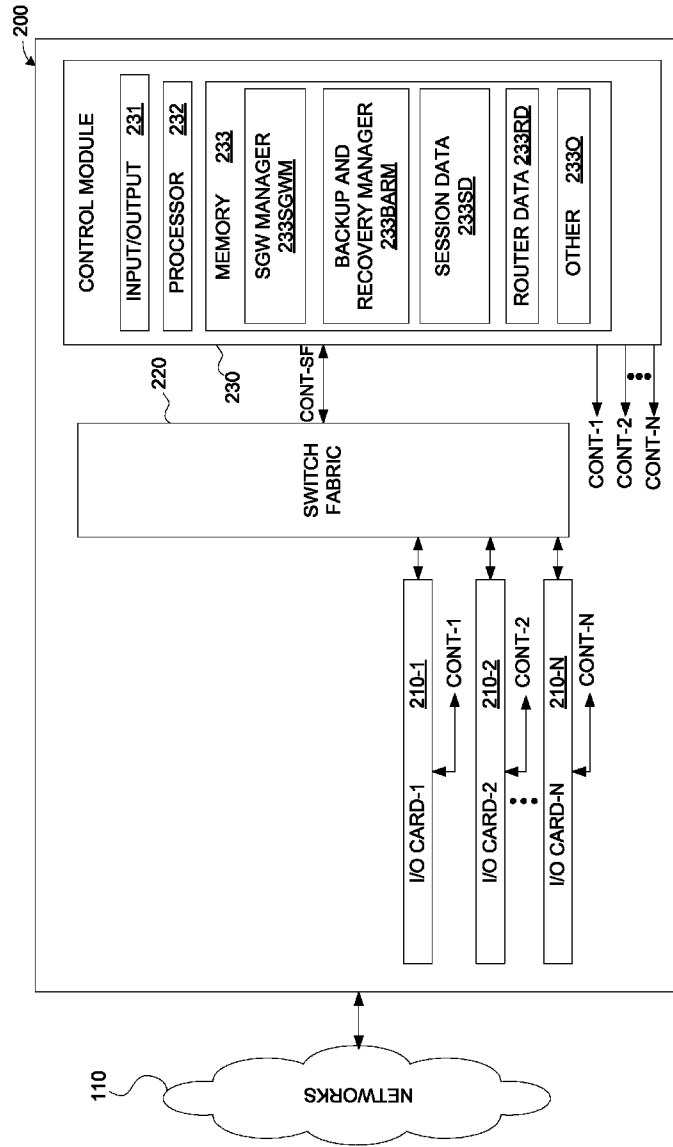 200
CONTROL MODULE
INPUT/OUTPUT 231
PROCESSOR 232
MEMORY 233
SGW MANAGER
233SGWM
BACKUP AND
RECOVERY MANAGER
233BARM
SESSION DATA
233SD
ROUTER DATA 233RD
OTHER 233O
220
230
CONT-SF
SWITCH
FABRIC
CONT-1
CONT-2
CONT-N
I/O CARD-1 210-1
CONT-1
I/O CARD-2 210-2
CONT-2
I/O CARD-N 210-N
CONT-N
110
NETWORKS